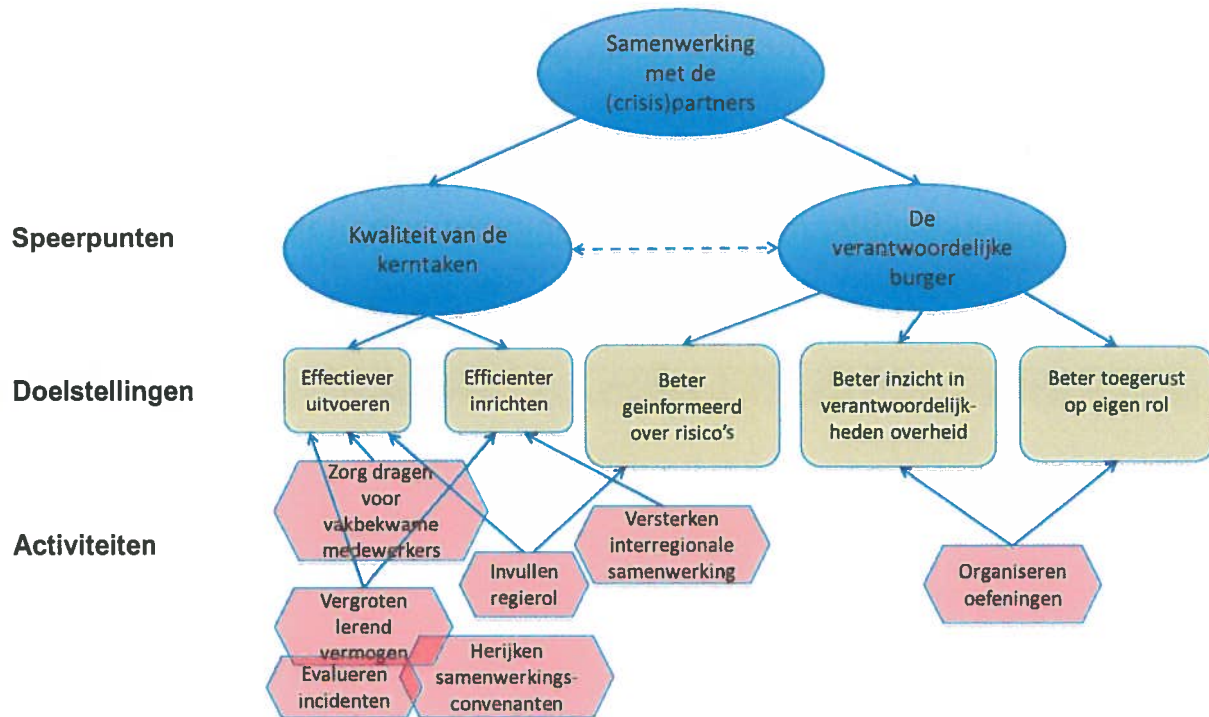 Samenwerking
met de
(crisis)partners
Speerpunten
Kwaliteit van de
kerntaken
De
verantwoordelijke
burger
Doelstellingen
Effectiever
uitvoeren
Efficienter
inrichten
Beter
geinformeerd
over risico's
Beter inzicht in
verantwoordelijk-
heden overheid
Beter toegerust
op eigen rol
Activiteiten
Zorg dragen
voor
vakbekwame
medewerkers
Versterken
interregionale
samenwerking
Invullen
regierol
Organiseren
oefeningen
Vergroten
lerend
vermogen
Evalueren
incidenten
Herijken
samenwerkings-
convenanten